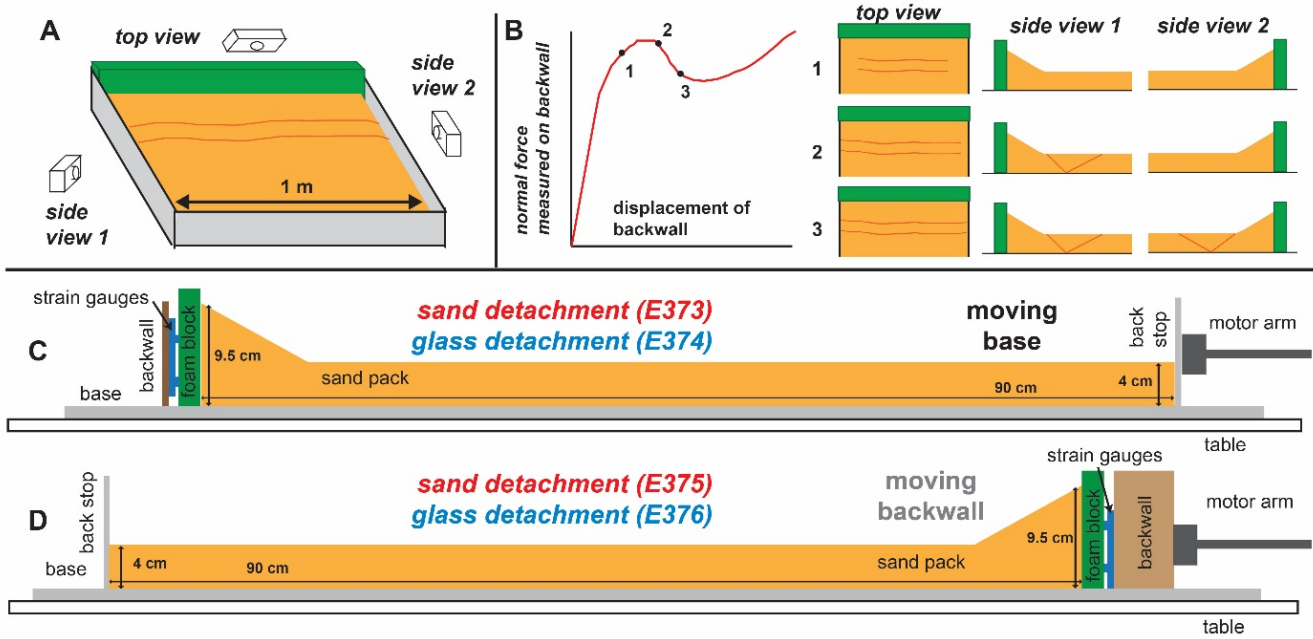 A
top view
side
view 2
1 m
side
view 1
B
normal force
measured on backwall
1
2
3
displacement of
backwall
top view
side view 1
side view 2
1
2
3
C
strain gauges
backwall
foam block
9.5 cm
sand detachment (E373)
glass detachment (E374)
moving
base
back
stop
motor arm
sand pack
base
90 cm
4 cm
table
D
back stop
sand detachment (E375)
glass detachment (E376)
moving
backwall
strain gauges
motor arm
9.5 cm
foam block
backwall
4 cm
sand pack
base
90 cm
table